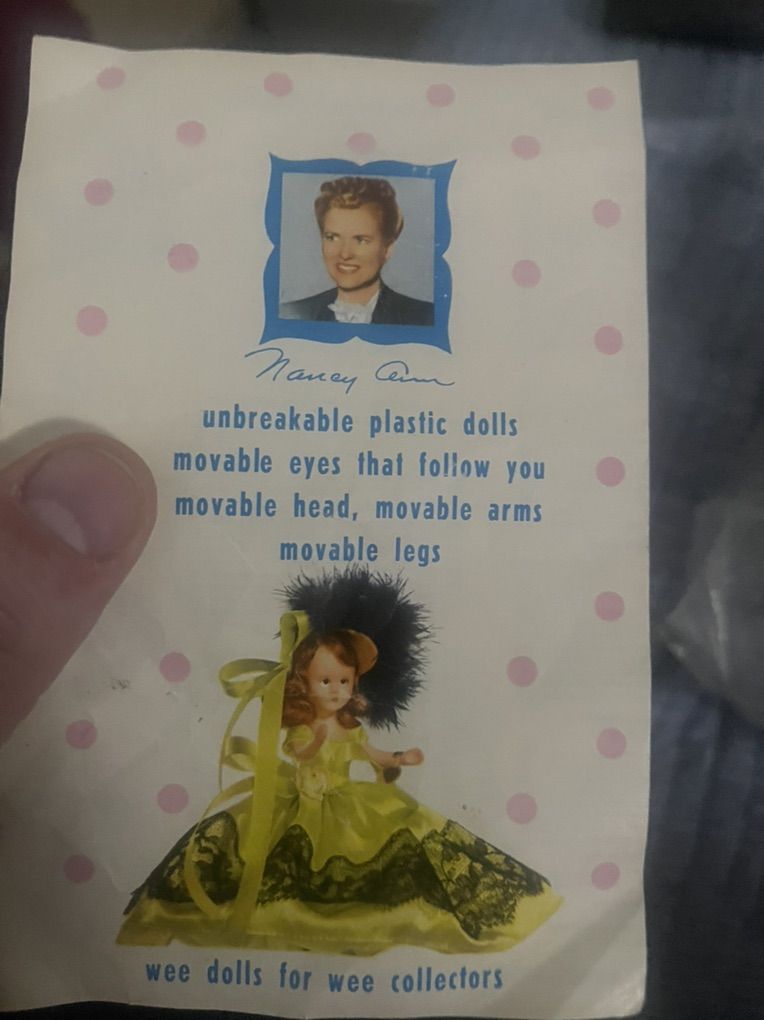 Nancy Ann
unbreakable plastic dolls
movable eyes that follow you
movable head, movable arms
movable legs
wee dolls for wee collectors